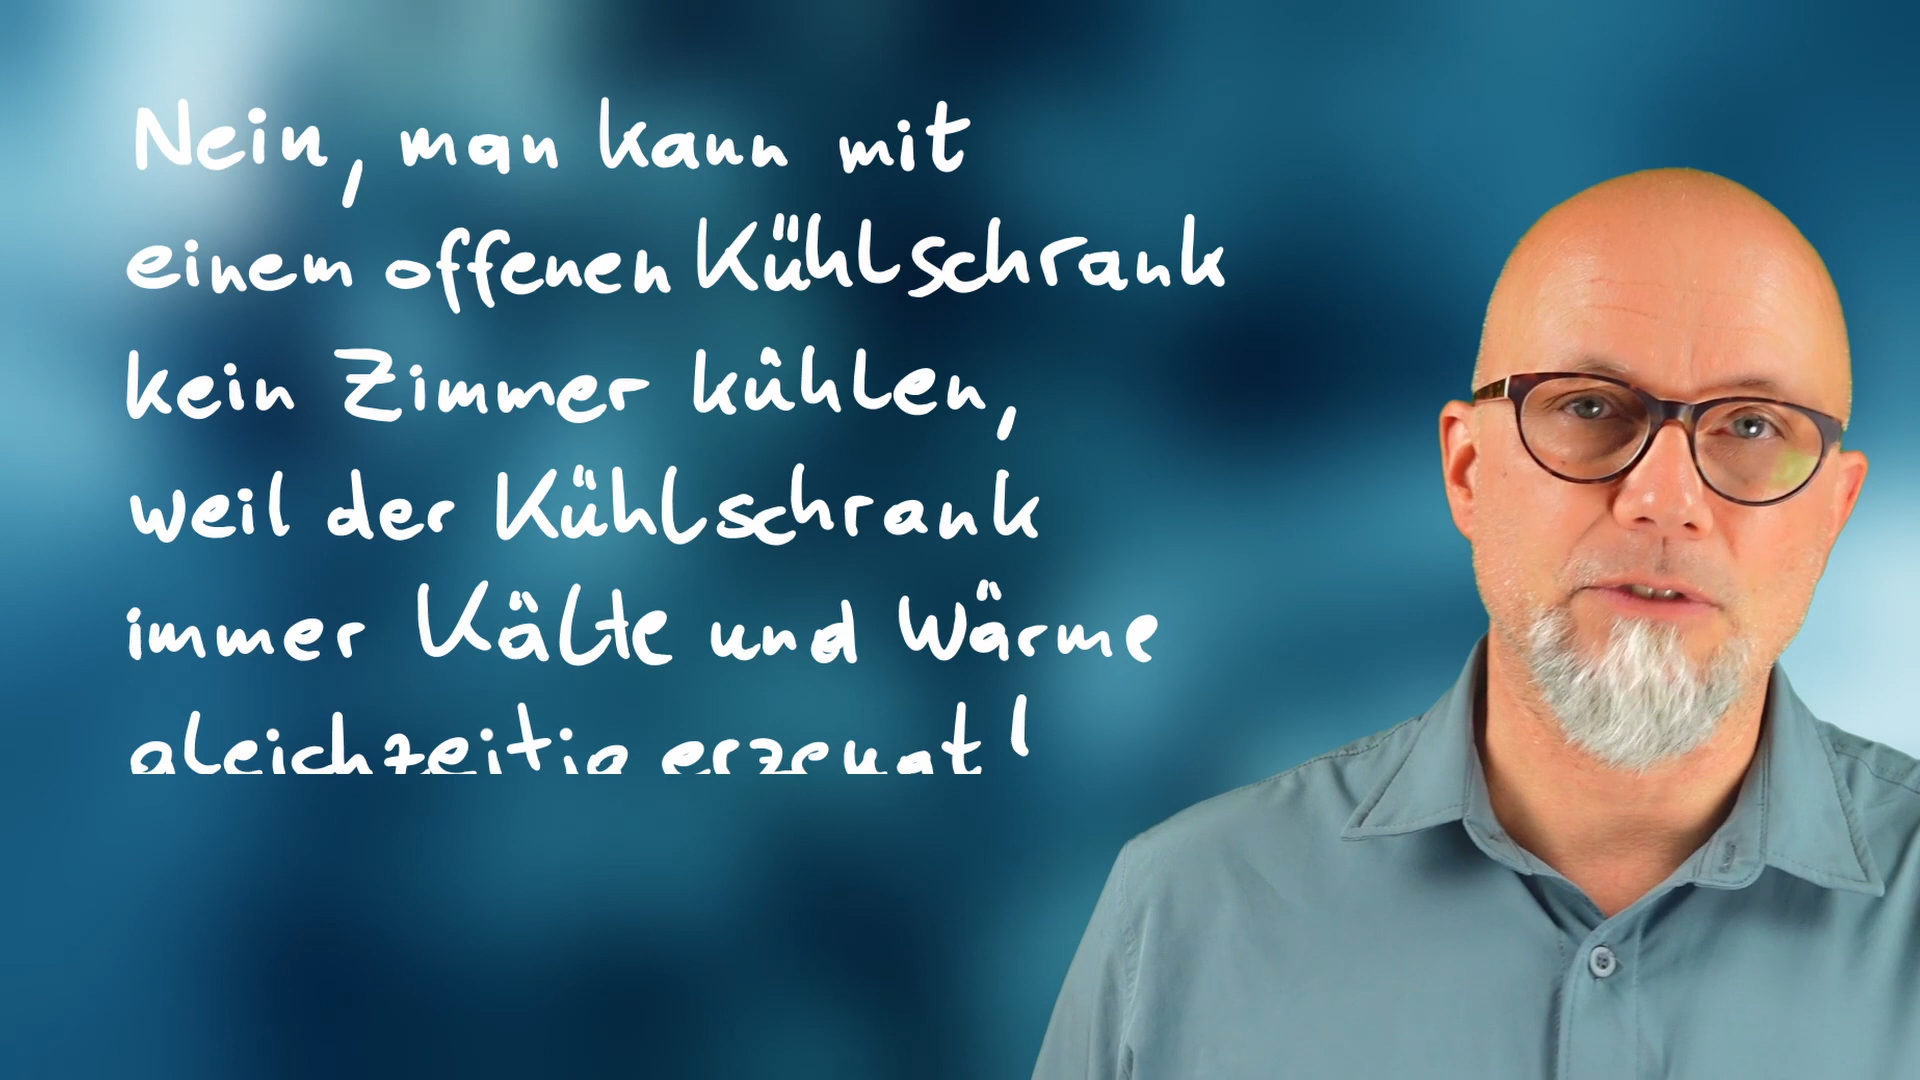 Nein, man kann mit
einem offenen Kühlschrank
kein Zimmer kühlen,
weil der Kühlschrank
immer Kälte und Wärme
gleichzeitig erzeugt!